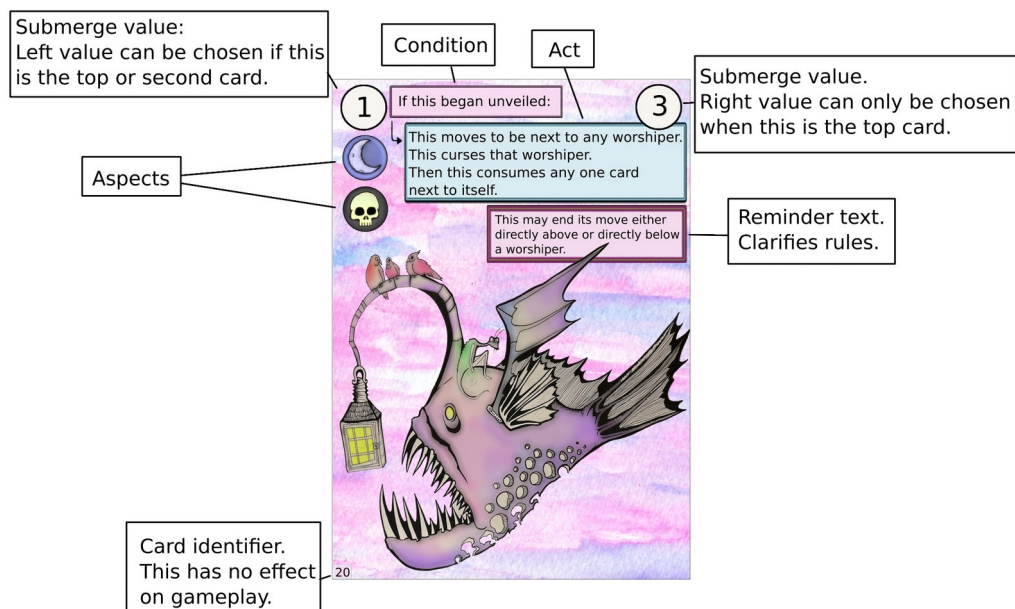 Submerge value:
Left value can be chosen if this
is the top or second card.
Condition
Act
1
If this began unveiled:
3
Submerge value.
Right value can only be chosen
when this is the top card.
This moves to be next to any worshiper.
This curses that worshiper.
Then this consumes any one card
next to itself.
Aspects
This may end its move either
directly above or directly below
a worshiper.
Reminder text.
Clarifies rules.
Card identifier.
This has no effect
on gameplay.
20